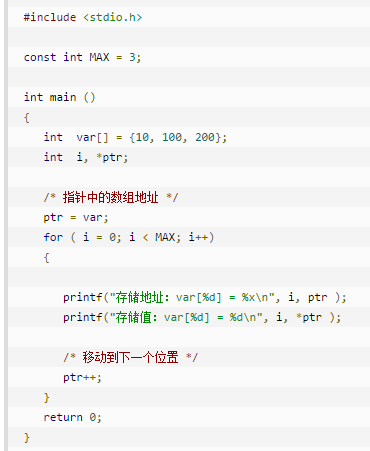 #include <stdio.h>
const int MAX = 3;
int main ()
{
int  var[] = {10, 100, 200};
int  i, *ptr;
/* 指针中的数组地址 */
ptr = var;
for ( i = 0; i < MAX; i++)
{
printf("存储地址：var[%d] = %x\n", i, ptr );
printf("存储值：var[%d] = %d\n", i, *ptr );
/* 移动到下一个位置 */
ptr++;
}
return 0;
}